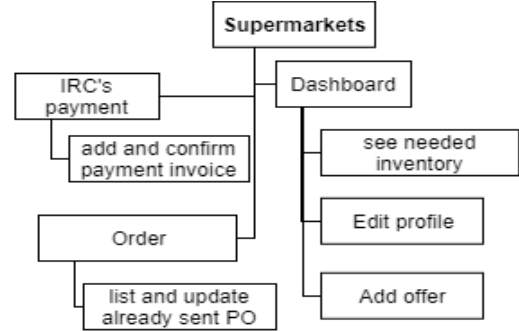 Supermarkets
IRC's
payment
add and confirm
payment invoice
Order
list and update
already sent PO
Dashboard
see needed
inventory
Edit profile
Add offer